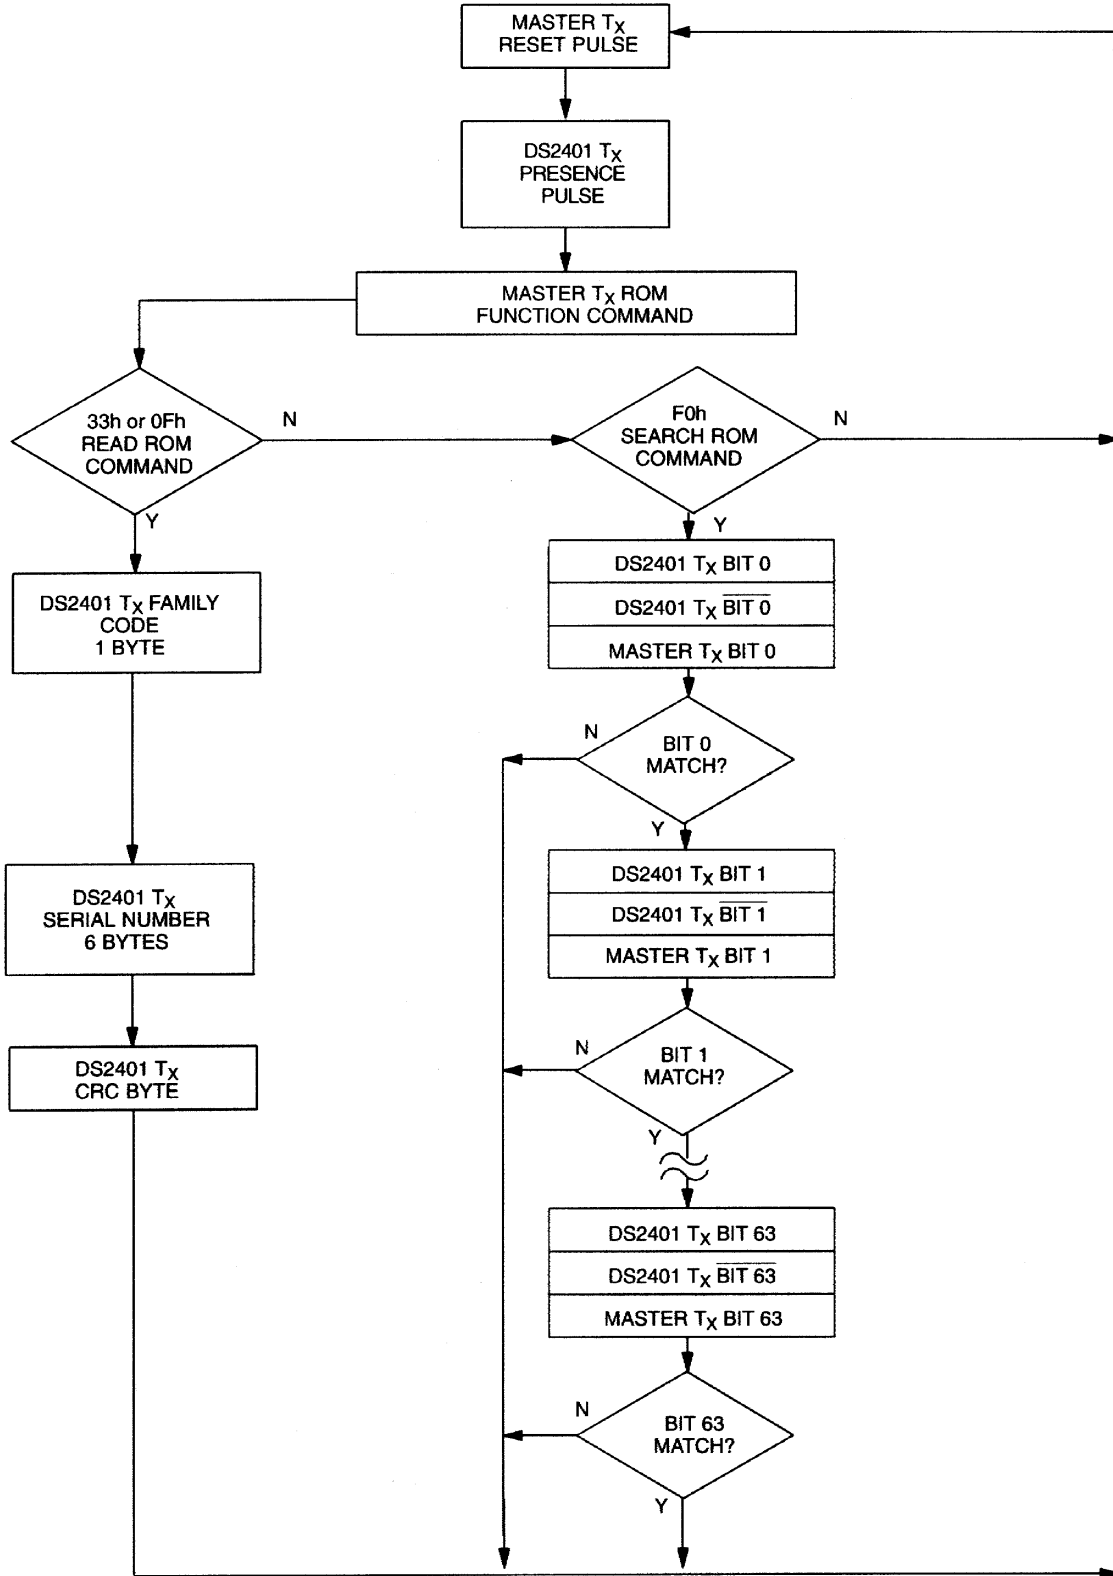 MASTER TX
RESET PULSE
DS2401 TX
PRESENCE
PULSE
MASTER TX ROM
FUNCTION COMMAND
33h or 0Fh
READ ROM
COMMAND
N
F0h
SEARCH ROM
COMMAND
N
Y
Y
DS2401 TX FAMILY
CODE
1 BYTE
DS2401 TX BIT 0
DS2401 TX BIT 0
MASTER TX BIT 0
N
BIT 0
MATCH?
Y
DS2401 TX
SERIAL NUMBER
6 BYTES
DS2401 TX BIT 1
DS2401 TX BIT 1
MASTER TX BIT 1
DS2401 TX
CRC BYTE
N
BIT 1
MATCH?
Y
DS2401 TX BIT 63
DS2401 TX BIT 63
MASTER TX BIT 63
N
BIT 63
MATCH?
Y